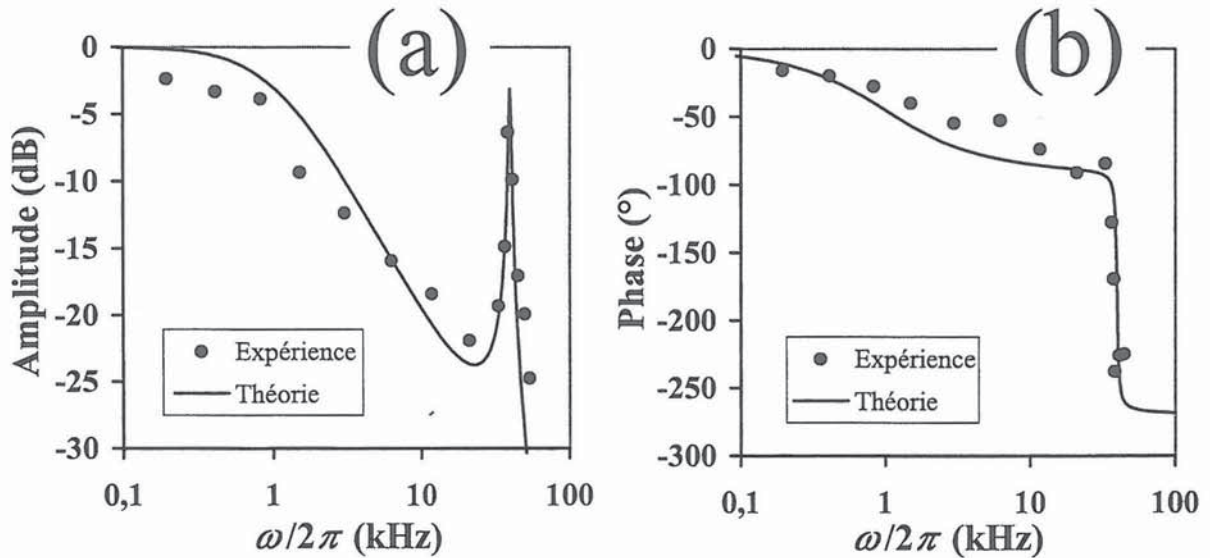 (a)
0
-5
-10
-15
-20
-25
-30
Amplitude (dB)
Expérience
Théorie
0,1 1 10 100
ω/2π (kHz)
(b)
0
-50
-100
-150
-200
-250
-300
Phase (°)
Expérience
Théorie
0,1 1 10 100
ω/2π (kHz)